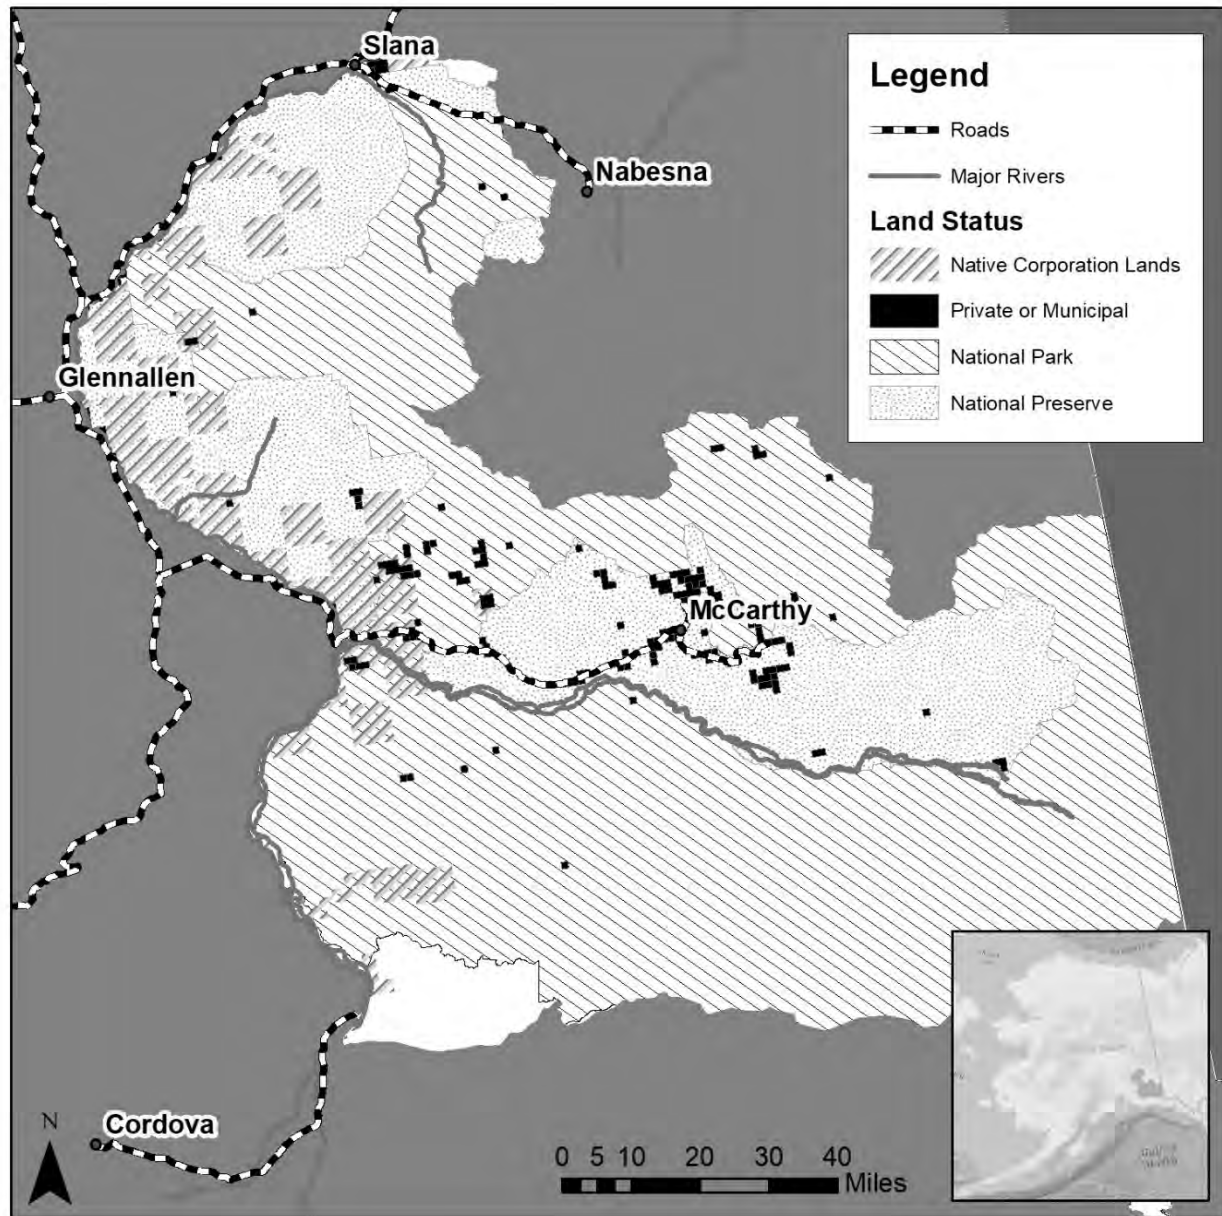 Slana
Nabesna
Glennallen
McCarthy
Cordova
Legend
Roads
Major Rivers
Land Status
Native Corporation Lands
Private or Municipal
National Park
National Preserve
N
0 5 10 20 30 40
Miles